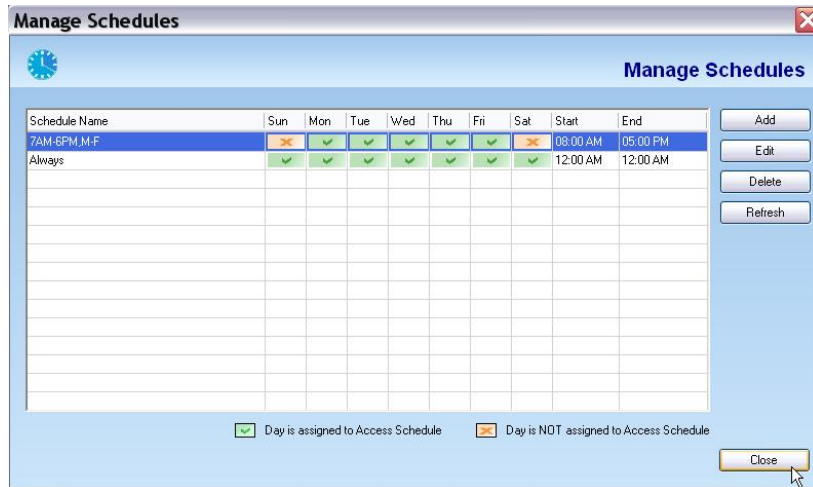 Manage Schedules
Manage Schedules
Schedule Name Sun Mon Tue Wed Thu Fri Sat Start End
7AM-6PM,M-F 08:00 AM 05:00 PM
Always 12:00 AM 12:00 AM
Add
Edit
Delete
Refresh
Day is assigned to Access Schedule Day is NOT assigned to Access Schedule
Close